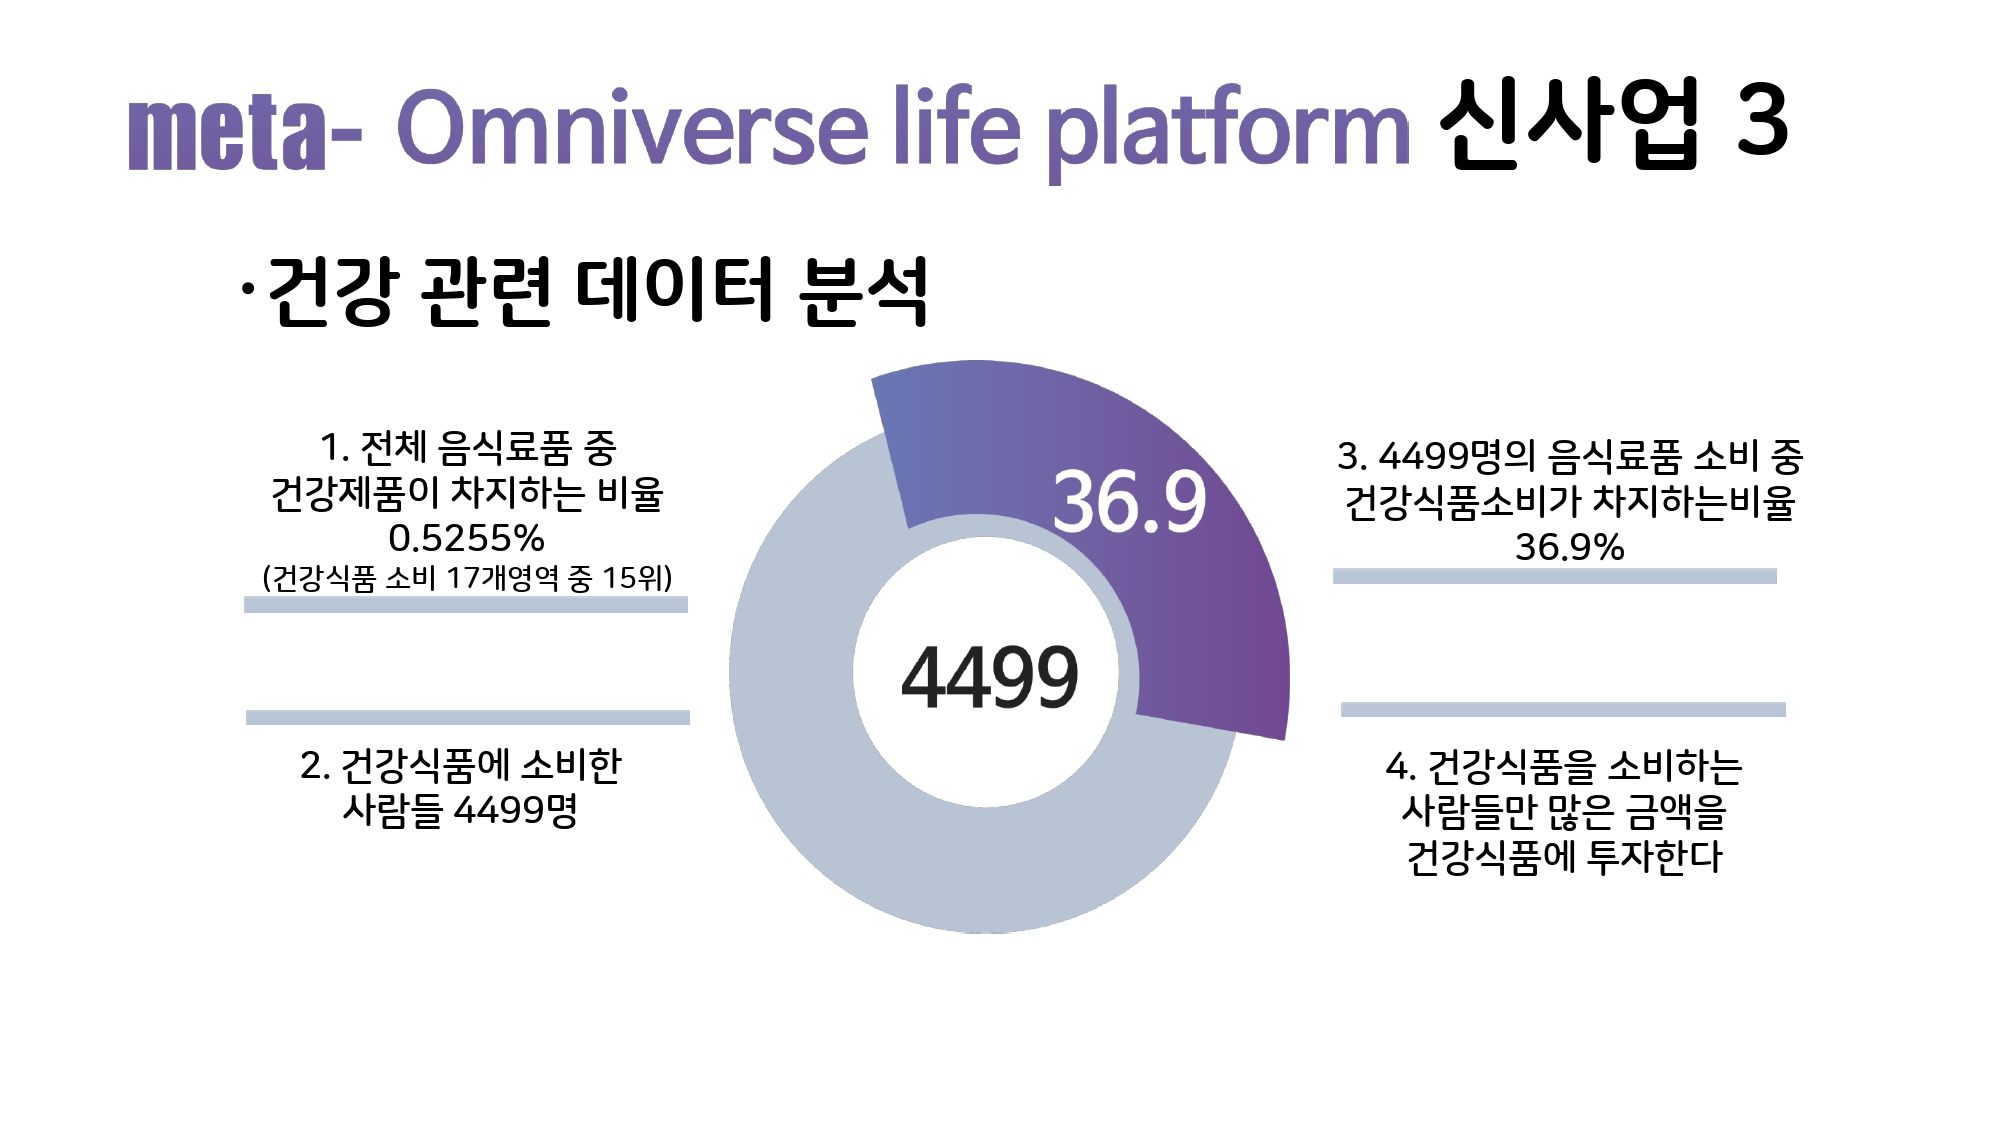 meta- Omniverse life platform 신사업 3
·건강 관련 데이터 분석
1. 전체 음식료품 중
건강제품이 차지하는 비율
0.5255%
(건강식품 소비 17개영역 중 15위)
2. 건강식품에 소비한
사람들 4499명
36.9
4499
3. 4499명의 음식료품 소비 중
건강식품소비가 차지하는비율
36.9%
4. 건강식품을 소비하는
사람들만 많은 금액을
건강식품에 투자한다